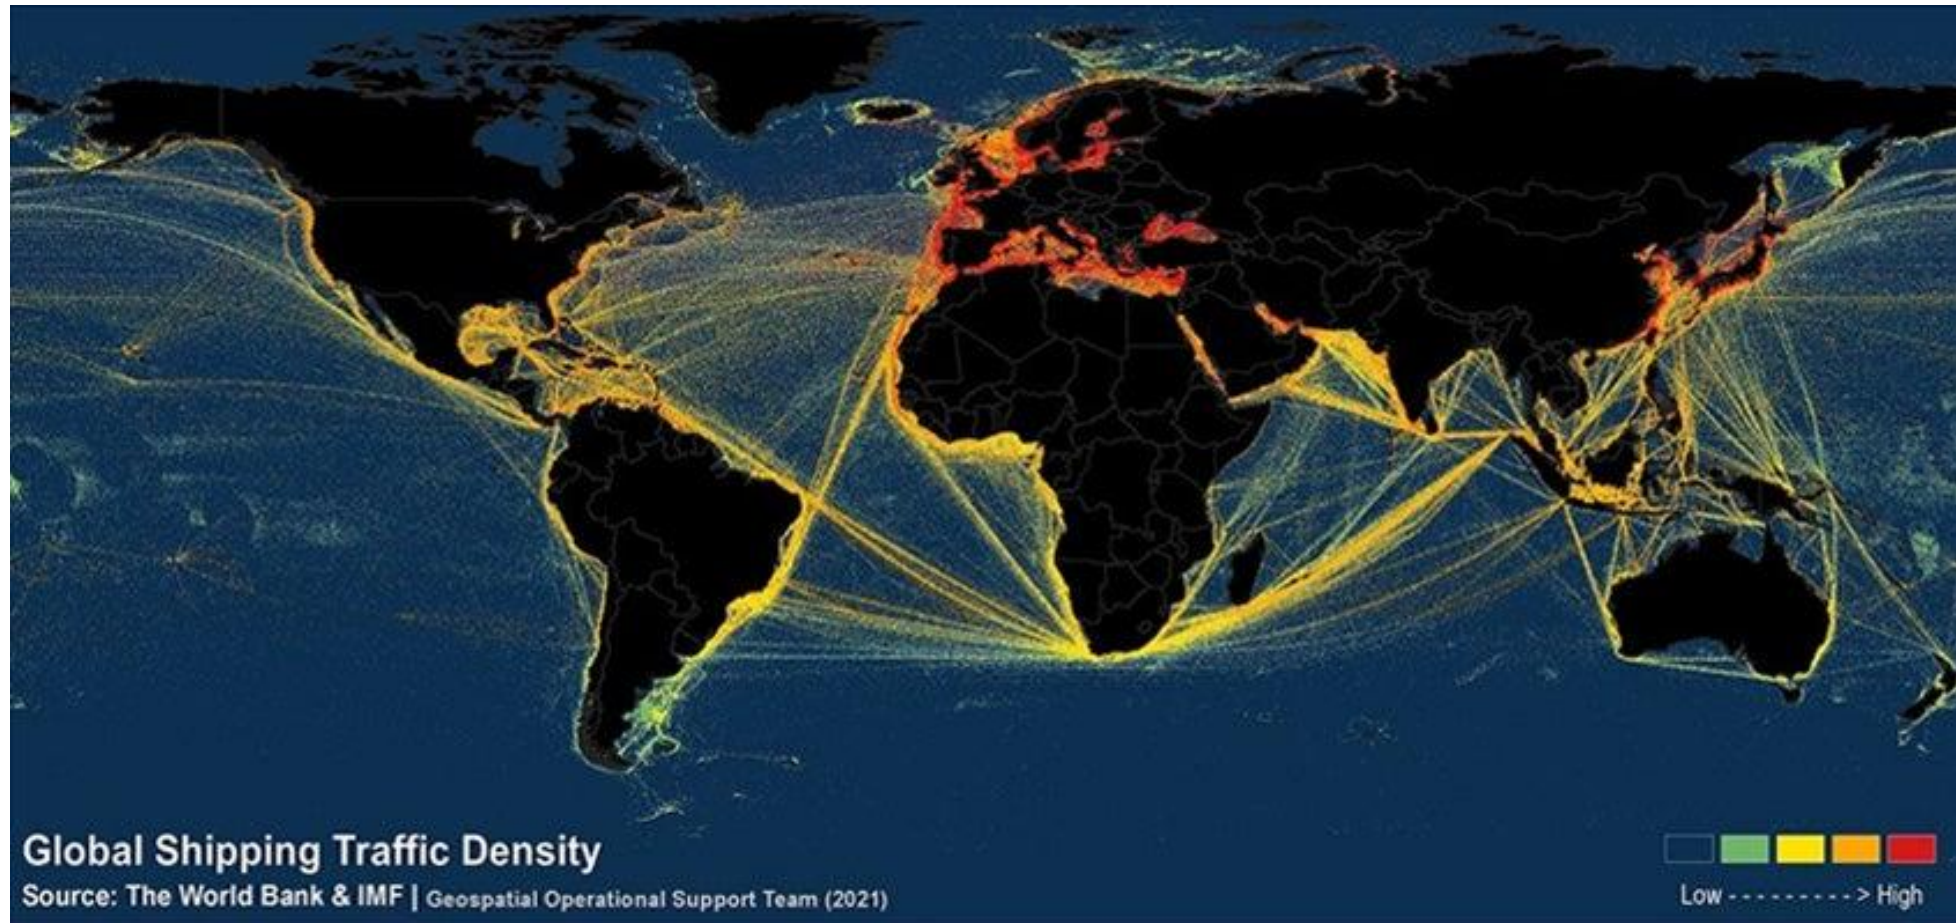 Global Shipping Traffic Density
Source: The World Bank & IMF | Geospatial Operational Support Team (2021)
Low - - - - - - - - - > High